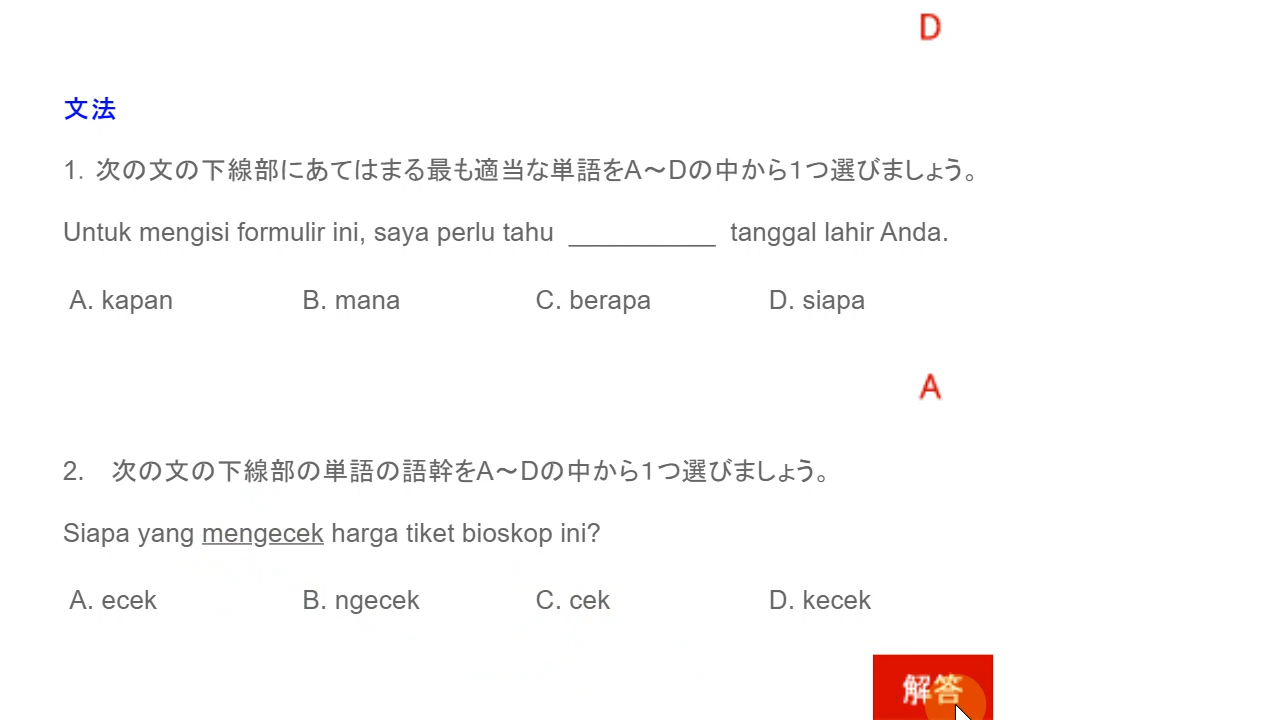 D
文法
1. 次の文の下線部にあてはまる最も適当な単語をA～Dの中から１つ選びましょう。
Untuk mengisi formulir ini, saya perlu tahu ___________ tanggal lahir Anda.
A. kapan B. mana C. berapa D. siapa
A
2. 次の文の下線部の単語の語幹をA～Dの中から１つ選びましょう。
Siapa yang mengecek harga tiket bioskop ini?
A. ecek B. ngecek C. cek D. kecek
解答